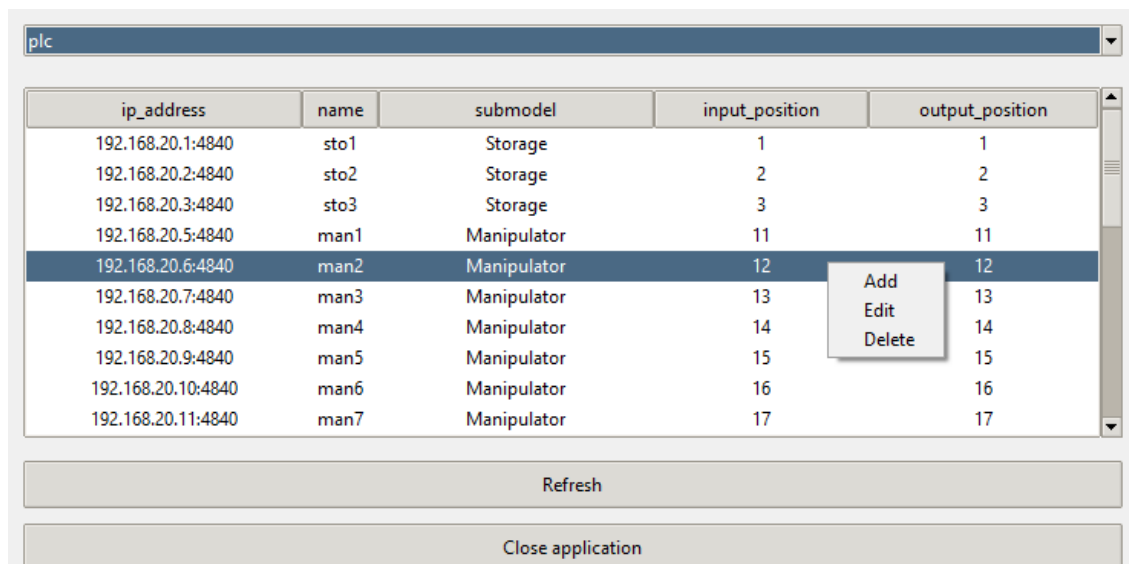 plc
ip_address name submodel input_position output_position
192.168.20.1:4840 sto1 Storage 1 1
192.168.20.2:4840 sto2 Storage 2 2
192.168.20.3:4840 sto3 Storage 3 3
192.168.20.5:4840 man1 Manipulator 11 11
192.168.20.6:4840 man2 Manipulator 12 12
192.168.20.7:4840 man3 Manipulator 13 13
192.168.20.8:4840 man4 Manipulator 14 14
192.168.20.9:4840 man5 Manipulator 15 15
192.168.20.10:4840 man6 Manipulator 16 16
192.168.20.11:4840 man7 Manipulator 17 17
Add
Edit
Delete
Refresh
Close application